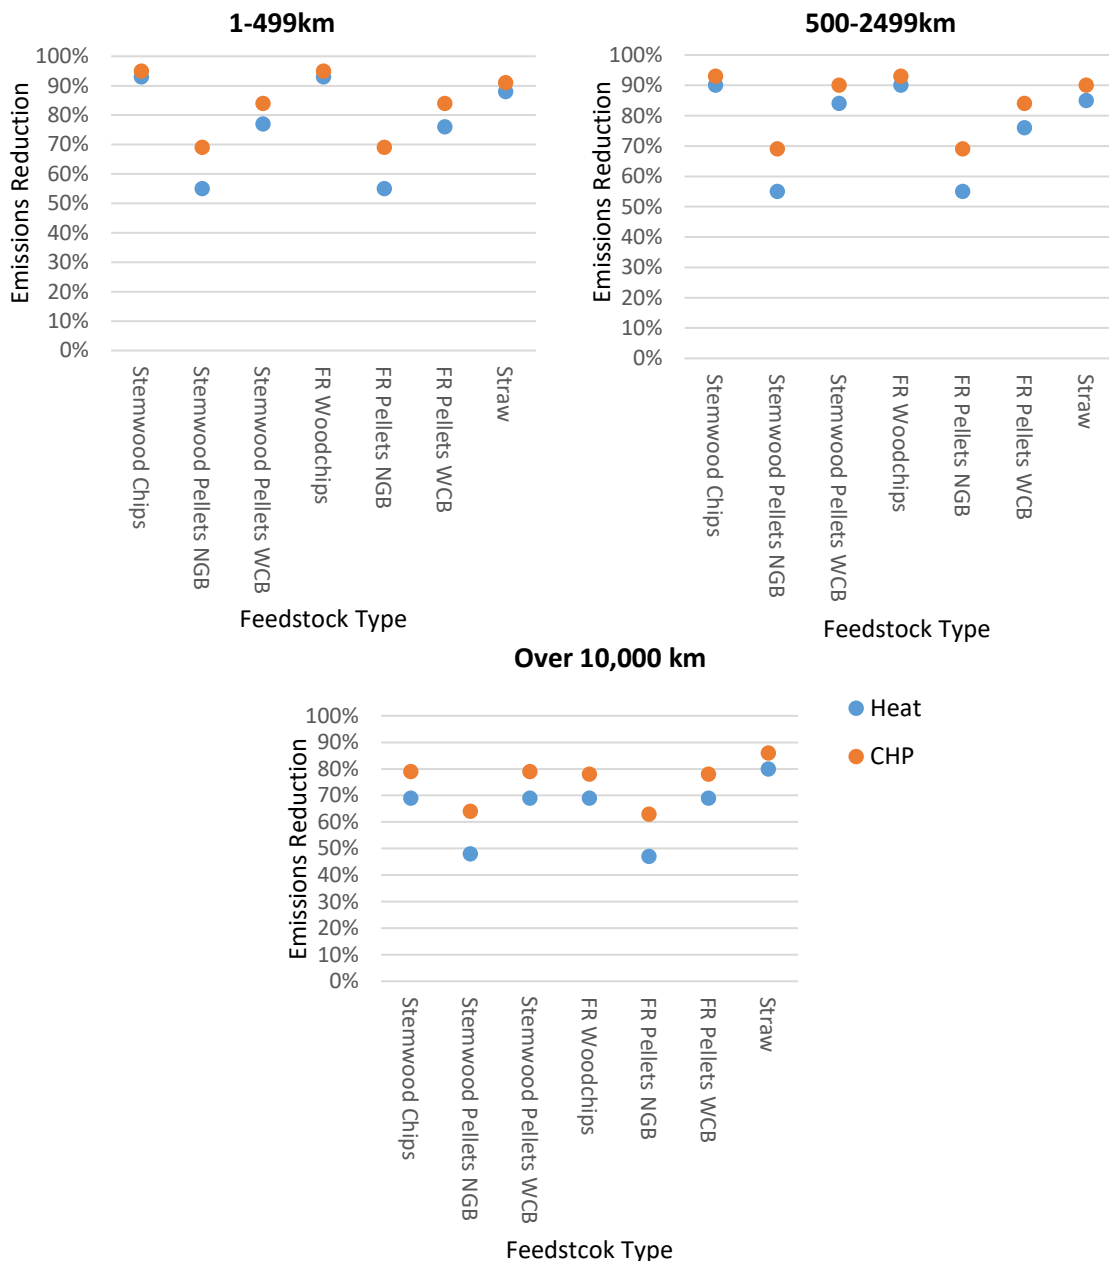 1-499km
Emissions Reduction
100%
90%
80%
70%
60%
50%
40%
30%
20%
10%
0%
Stemwood Chips
Stemwood Pellets NGB
Stemwood Pellets WCB
FR Woodchips
FR Pellets NGB
FR Pellets WCB
Straw
Feedstock Type
500-2499km
Emissions Reduction
100%
90%
80%
70%
60%
50%
40%
30%
20%
10%
0%
Stemwood Chips
Stemwood Pellets NGB
Stemwood Pellets WCB
FR Woodchips
FR Pellets NGB
FR Pellets WCB
Straw
Feedstock Type
Over 10,000 km
Emissions Reduction
100%
90%
80%
70%
60%
50%
40%
30%
20%
10%
0%
Stemwood Chips
Stemwood Pellets NGB
Stemwood Pellets WCB
FR Woodchips
FR Pellets NGB
FR Pellets WCB
Straw
Feedstcok Type
Heat
CHP